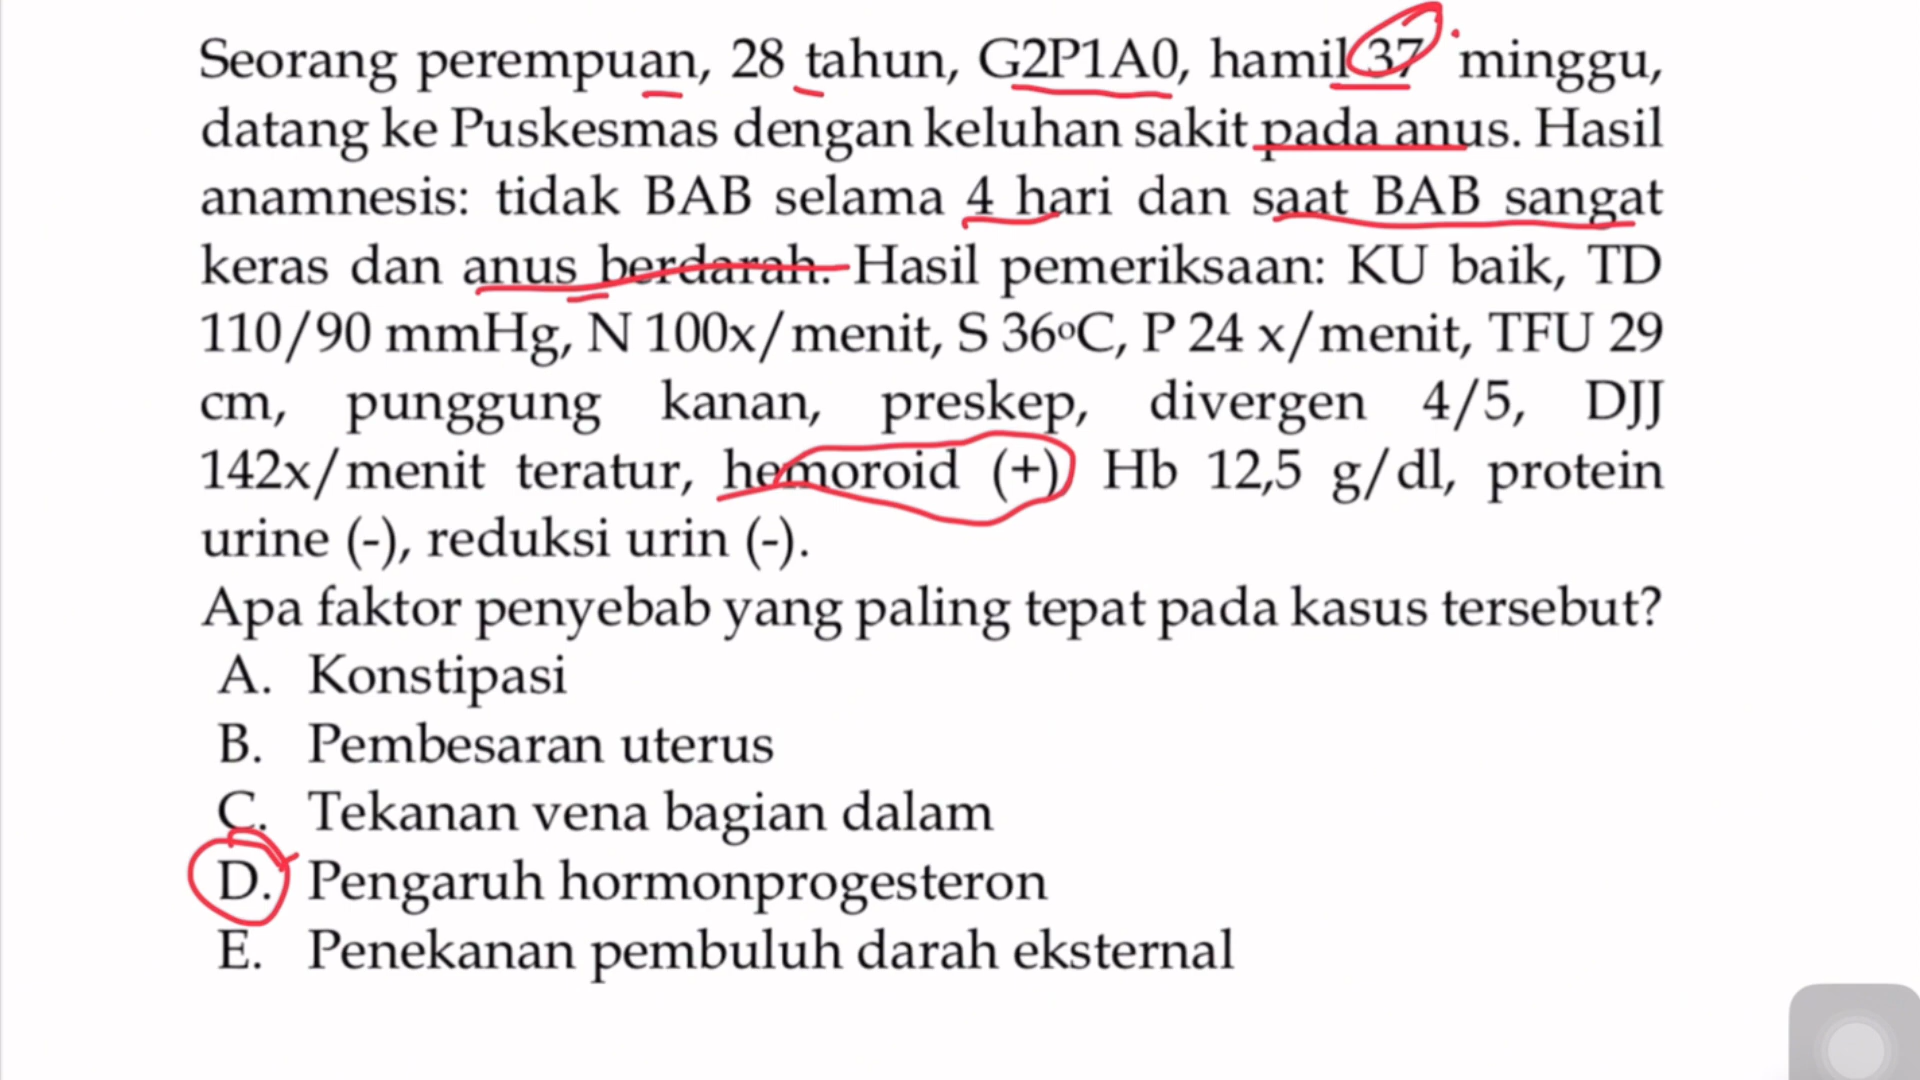 Seorang perempuan, 28 tahun, G2P1A0, hamil 37 minggu,
datang ke Puskesmas dengan keluhan sakit pada anus. Hasil
anamnesis: tidak BAB selama 4 hari dan saat BAB sangat
keras dan anus berdarah. Hasil pemeriksaan: KU baik, TD
110/90 mmHg, N 100x/menit, S 36ºC, P 24 x/menit, TFU 29
cm, punggung kanan, preskep, divergen 4/5, DJJ
142x/menit teratur, hemoroid (+) Hb 12,5 g/dl, protein
urine (-), reduksi urin (-).
Apa faktor penyebab yang paling tepat pada kasus tersebut?
A. Konstipasi
B. Pembesaran uterus
C. Tekanan vena bagian dalam
D. Pengaruh hormonprogesteron
E. Penekanan pembuluh darah eksternal